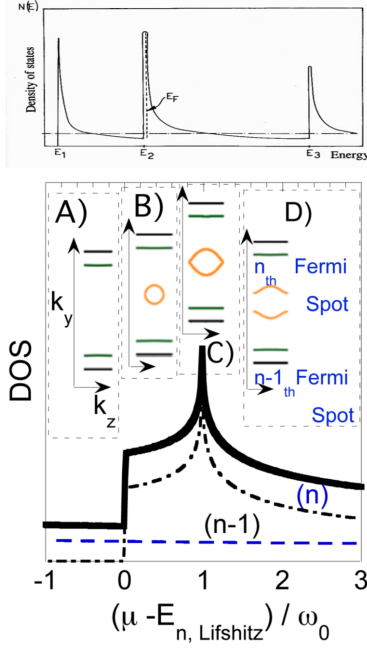 N(E)
Density of states
E_F
E_1
E_2
E_3
Energy
A)
B)
C)
D)
k_y
k_z
n_th Fermi
Spot
n-1_th Fermi
Spot
DOS
(n)
(n-1)
-1
0
1
2
3
(μ -E_n, Lifshitz) / ω_0